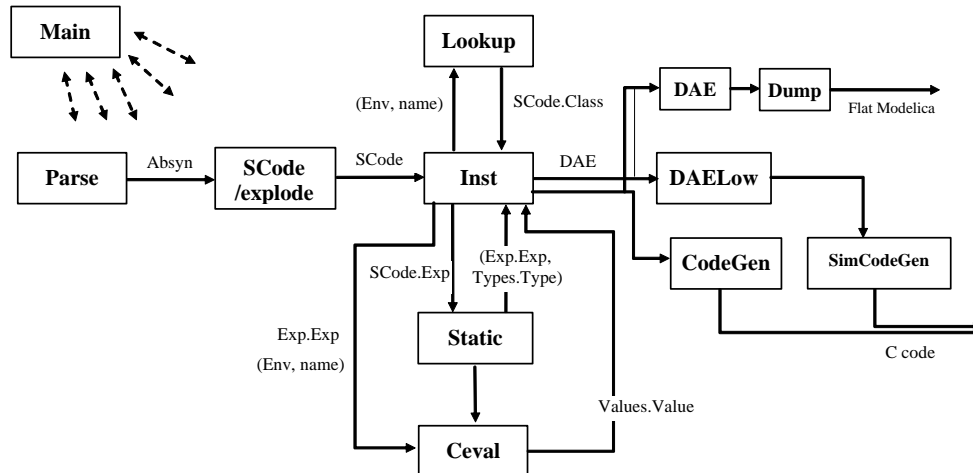 Main
Lookup
(Env, name)
SCode.Class
DAE
Dump
Flat Modelica
Parse
Absyn
SCode
/explode
SCode
Inst
DAE
DAELow
CodeGen
SimCodeGen
SCode.Exp
(Exp.Exp,
Types.Type)
Static
Exp.Exp
(Env, name)
C code
Values.Value
Ceval